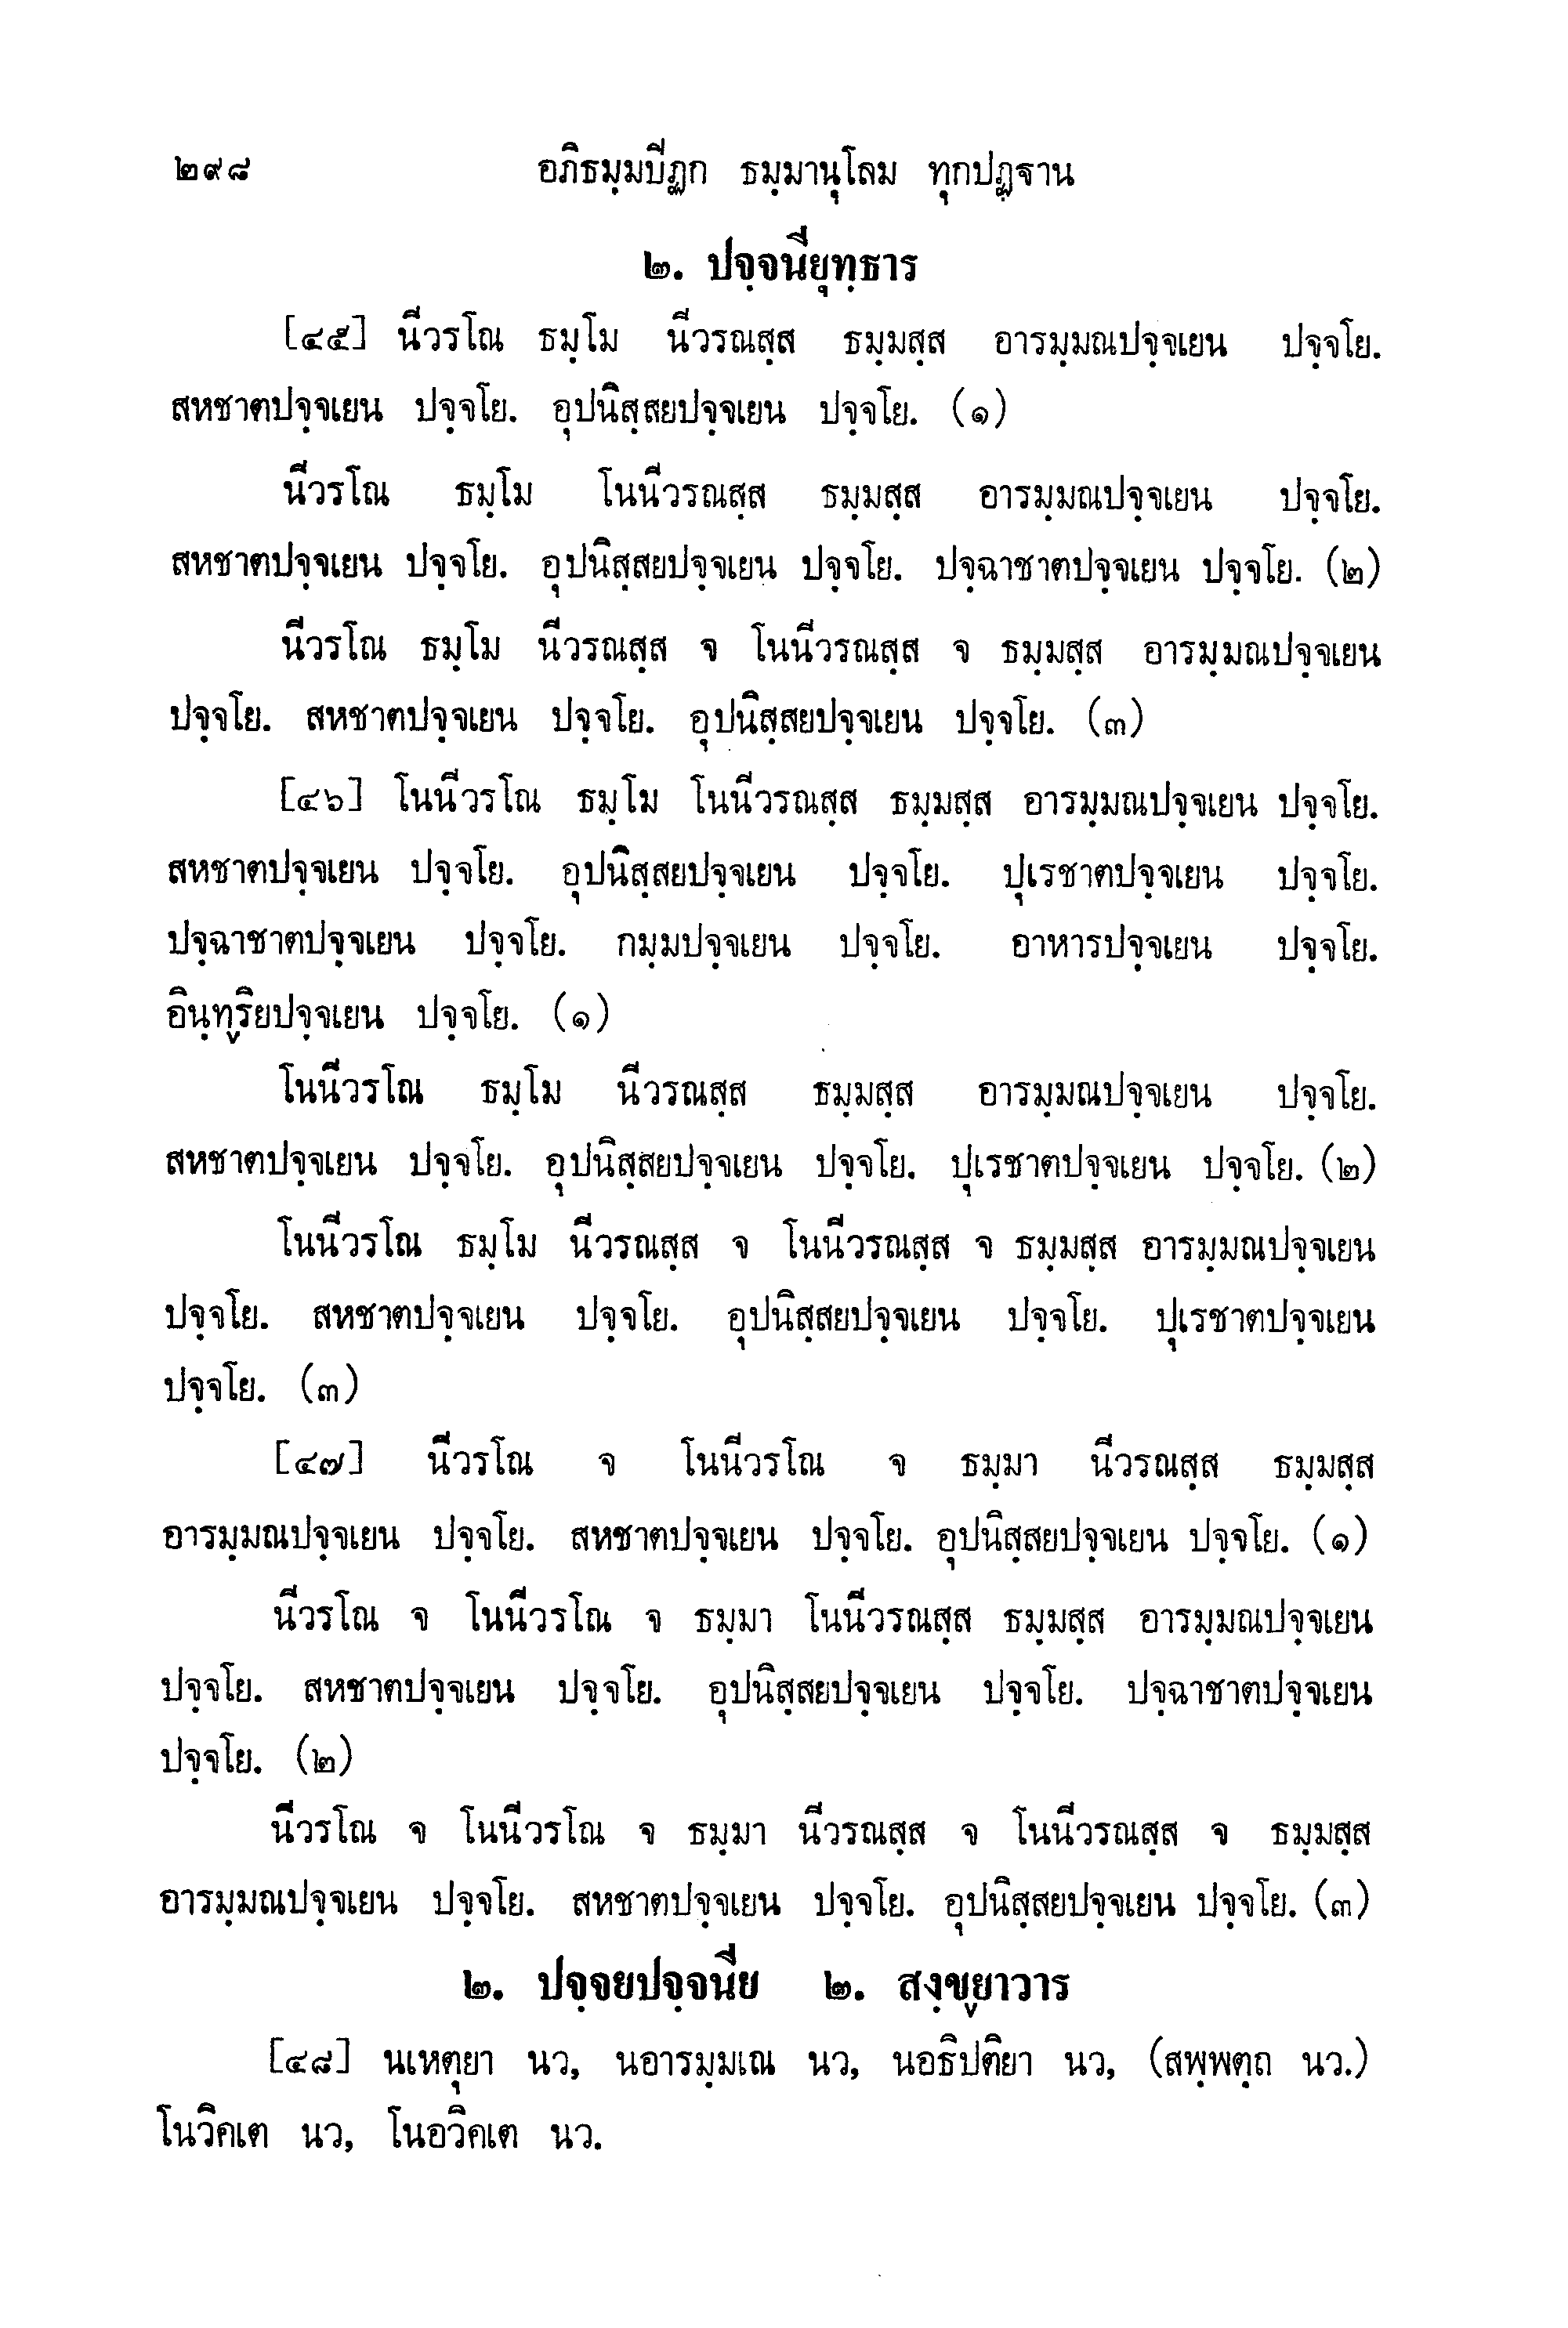 ๒๙๘ อภิธมฺมปีฏก ธมฺมานุโลม ทุกปฏฺฐาน
๒. ปจฺจนียุทฺธาร
[๔๕] นีวรโณ ธมฺโม นีวรณสฺส ธมฺมสฺส อารมฺมณปจฺจเยน ปจฺจโย.
สหชาตปจฺจเยน ปจฺจโย. อุปนิสฺสยปจฺจเยน ปจฺจโย. (๑)
นีวรโณ ธมฺโม โนนีวรณสฺส ธมฺมสฺส อารมฺมณปจฺจเยน ปจฺจโย.
สหชาตปจฺจเยน ปจฺจโย. อุปนิสฺสยปจฺจเยน ปจฺจโย. ปจฺฉาชาตปจฺจเยน ปจฺจโย. (๒)
นีวรโณ ธมฺโม นีวรณสฺส จ โนนีวรณสฺส จ ธมฺมสฺส อารมฺมณปจฺจเยน
ปจฺจโย. สหชาตปจฺจเยน ปจฺจโย. อุปนิสฺสยปจฺจเยน ปจฺจโย. (๓)
[๔๖] โนนีวรโณ ธมฺโม โนนีวรณสฺส ธมฺมสฺส อารมฺมณปจฺจเยน ปจฺจโย.
สหชาตปจฺจเยน ปจฺจโย. อุปนิสฺสยปจฺจเยน ปจฺจโย. ปุเรชาตปจฺจเยน ปจฺจโย.
ปจฺฉาชาตปจฺจเยน ปจฺจโย. กมฺมปจฺจเยน ปจฺจโย. อาหารปจฺจเยน ปจฺจโย.
อินฺทฺริยปจฺจเยน ปจฺจโย. (๑)
โนนีวรโณ ธมฺโม นีวรณสฺส ธมฺมสฺส อารมฺมณปจฺจเยน ปจฺจโย.
สหชาตปจฺจเยน ปจฺจโย. อุปนิสฺสยปจฺจเยน ปจฺจโย. ปุเรชาตปจฺจเยน ปจฺจโย. (๒)
โนนีวรโณ ธมฺโม นีวรณสฺส จ โนนีวรณสฺส จ ธมฺมสฺส อารมฺมณปจฺจเยน
ปจฺจโย. สหชาตปจฺจเยน ปจฺจโย. อุปนิสฺสยปจฺจเยน ปจฺจโย. ปุเรชาตปจฺจเยน
ปจฺจโย. (๓)
[๔๗] นีวรโณ จ โนนีวรโณ จ ธมฺมา นีวรณสฺส ธมฺมสฺส
อารมฺมณปจฺจเยน ปจฺจโย. สหชาตปจฺจเยน ปจฺจโย. อุปนิสฺสยปจฺจเยน ปจฺจโย. (๑)
นีวรโณ จ โนนีวรโณ จ ธมฺมา โนนีวรณสฺส ธมฺมสฺส อารมฺมณปจฺจเยน
ปจฺจโย. สหชาตปจฺจเยน ปจฺจโย. อุปนิสฺสยปจฺจเยน ปจฺจโย. ปจฺฉาชาตปจฺจเยน
ปจฺจโย. (๒)
นีวรโณ จ โนนีวรโณ จ ธมฺมา นีวรณสฺส จ โนนีวรณสฺส จ ธมฺมสฺส
อารมฺมณปจฺจเยน ปจฺจโย. สหชาตปจฺจเยน ปจฺจโย. อุปนิสฺสยปจฺจเยน ปจฺจโย. (๓)
๒. ปจฺจยปจฺจนีย ๒. สงฺขฺยาวาร
[๔๘] นเหตุยา นว, นอารมฺมเณ นว, นอธิปติยา นว, (สพฺพตฺถ นว.)
โนวิคเต นว, โนอวิคเต นว.